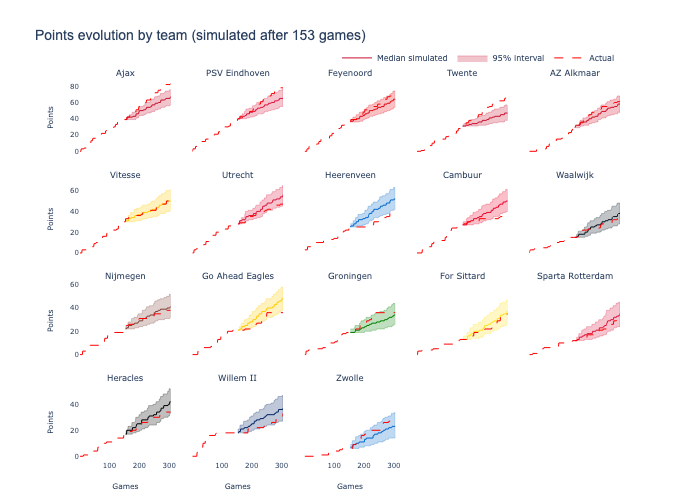 Points evolution by team (simulated after 153 games)
Median simulated 95% interval Actual
Ajax PSV Eindhoven Feyenoord Twente AZ Alkmaar
80
60
40
20
0
Points
Vitesse Utrecht Heerenveen Cambuur Waalwijk
60
40
20
0
Points
Nijmegen Go Ahead Eagles Groningen For Sittard Sparta Rotterdam
60
40
20
0
Points
Heracles Willem II Zwolle
40
20
0
Points
100 200 300 100 200 300 100 200 300
Games Games